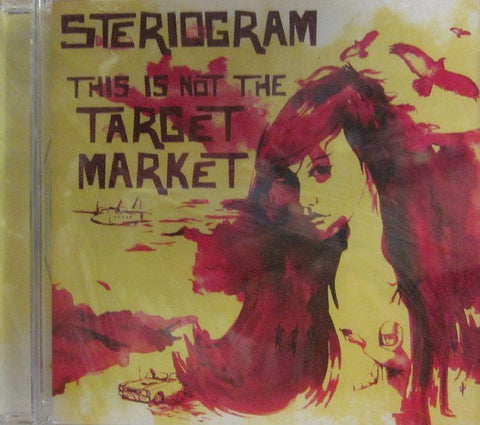 STERIOGRAM
THIS IS NOT THE
TARGET
MARKET